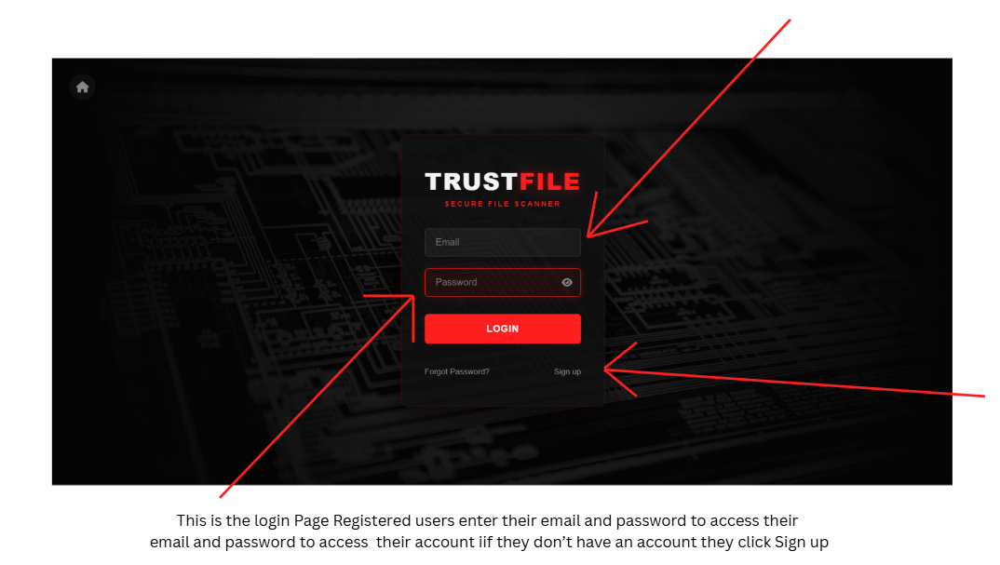 TRUSTFILE
SECURE FILE SCANNER
Email
Password
LOGIN
Forgot Password? Sign up
This is the login Page Registered users enter their email and password to access their
email and password to access  their account iif they don’t have an account they click Sign up